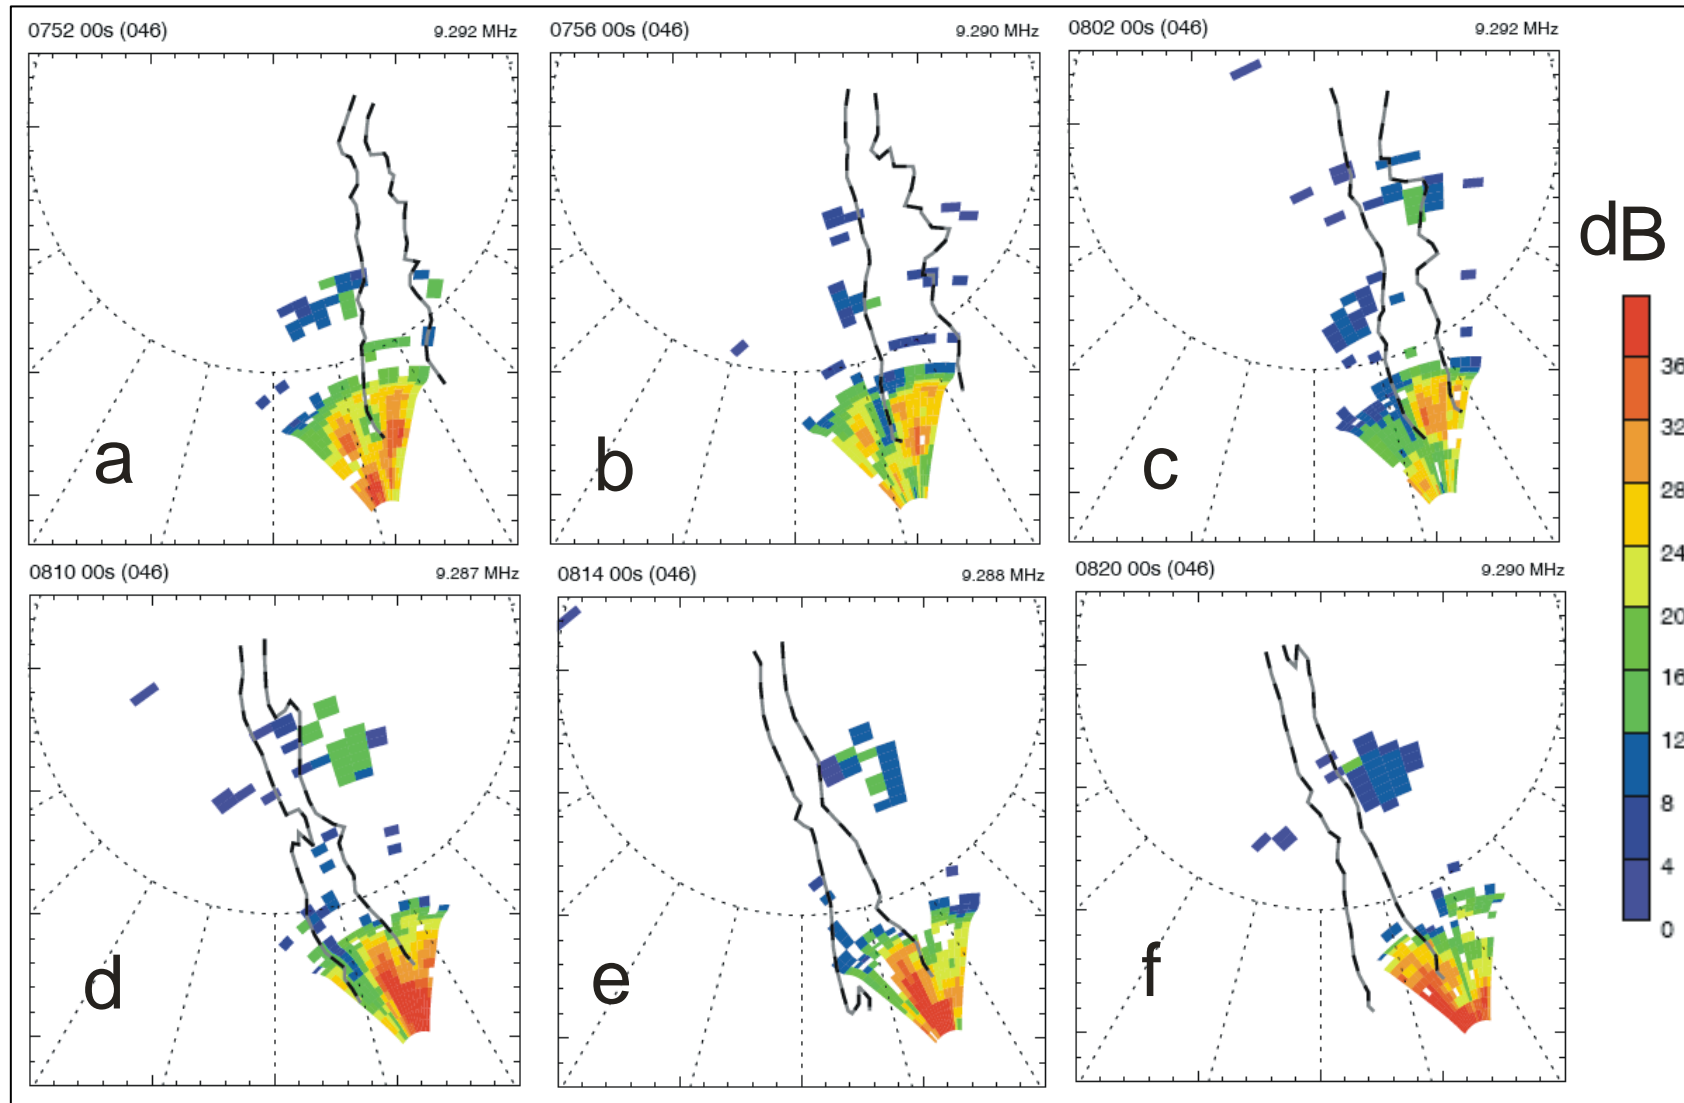 0752 00s (046) 9.292 MHz
0756 00s (046) 9.290 MHz
0802 00s (046) 9.292 MHz
a
b
c
dB
36
32
28
24
20
16
12
8
4
0
0810 00s (046) 9.287 MHz
0814 00s (046) 9.288 MHz
0820 00s (046) 9.290 MHz
d
e
f